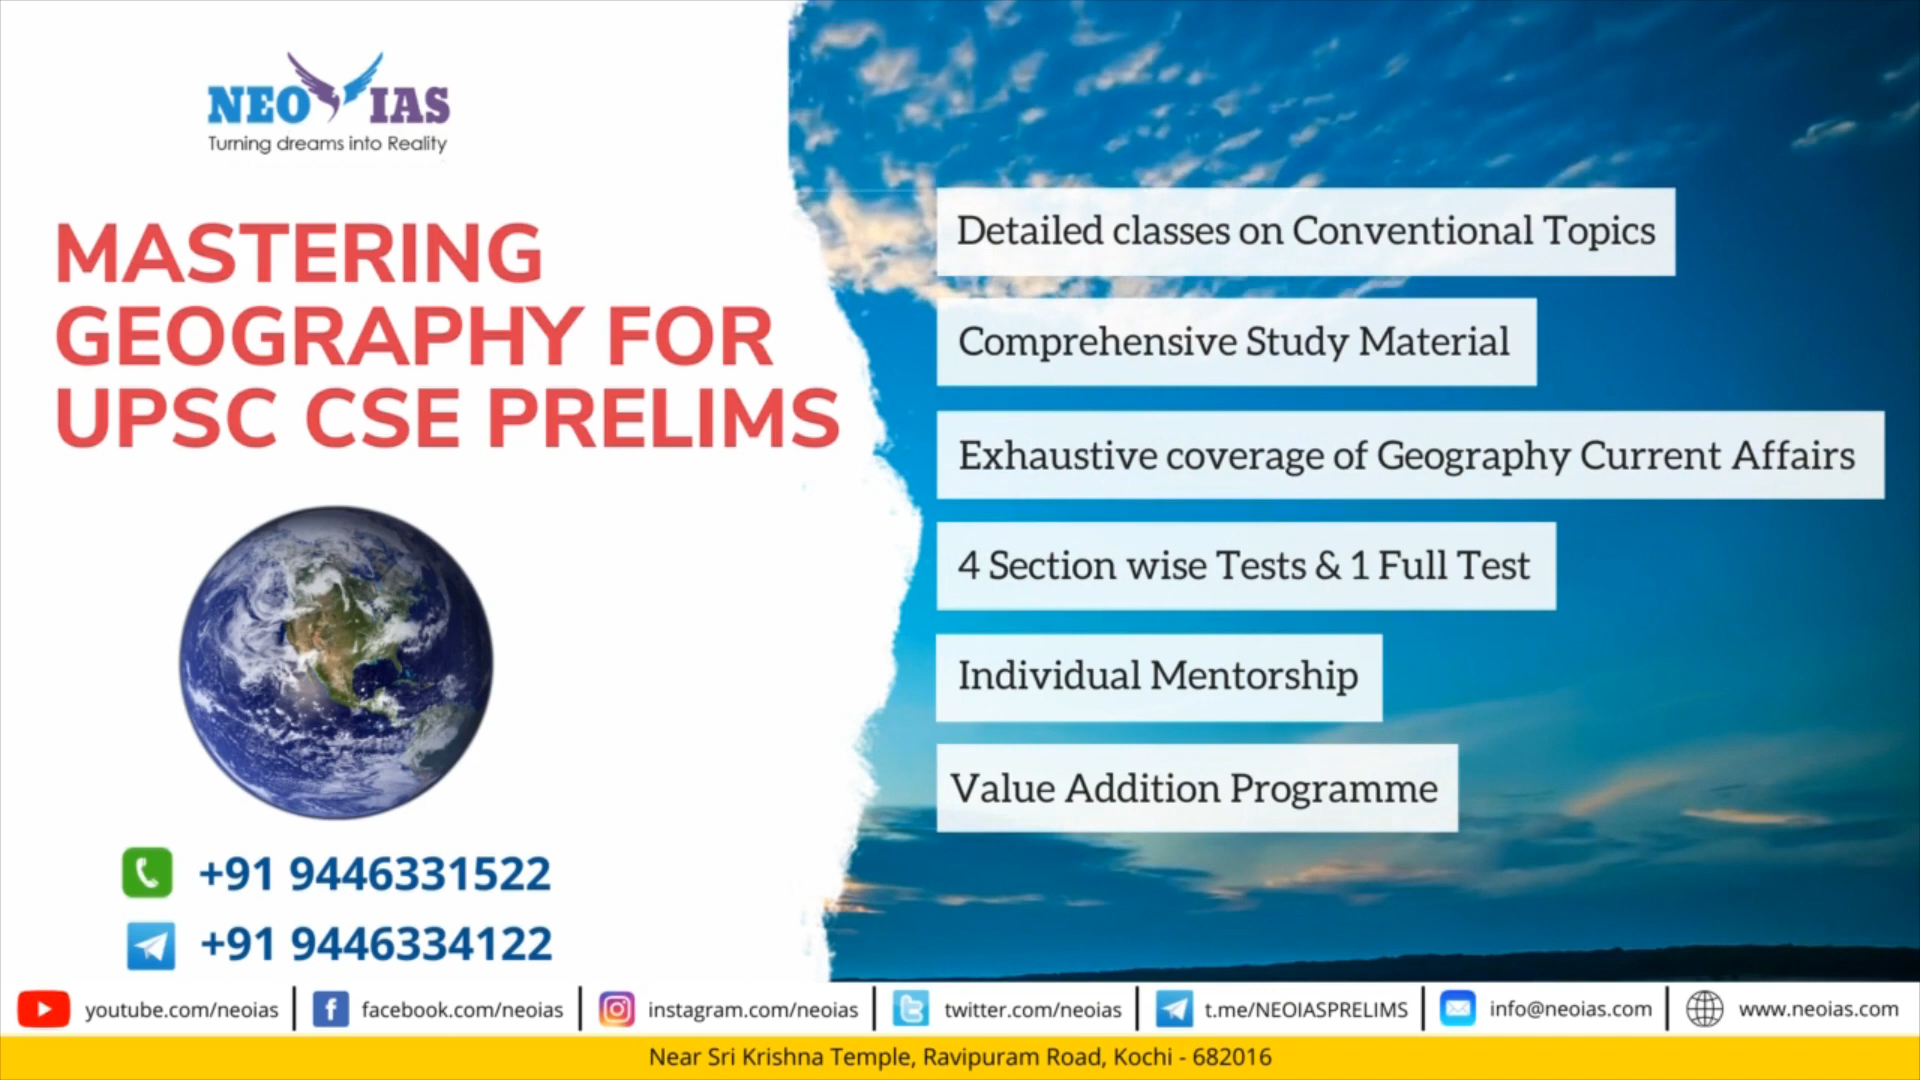 NEO IAS
Turning dreams into Reality
MASTERING
GEOGRAPHY FOR
UPSC CSE PRELIMS
+91 9446331522
+91 9446334122
Detailed classes on Conventional Topics
Comprehensive Study Material
Exhaustive coverage of Geography Current Affairs
4 Section wise Tests & 1 Full Test
Individual Mentorship
Value Addition Programme
youtube.com/neoias
facebook.com/neoias
instagram.com/neoias
twitter.com/neoias
t.me/NEOIASPRELIMS
info@neoias.com
www.neoias.com
Near Sri Krishna Temple, Ravipuram Road, Kochi - 682016